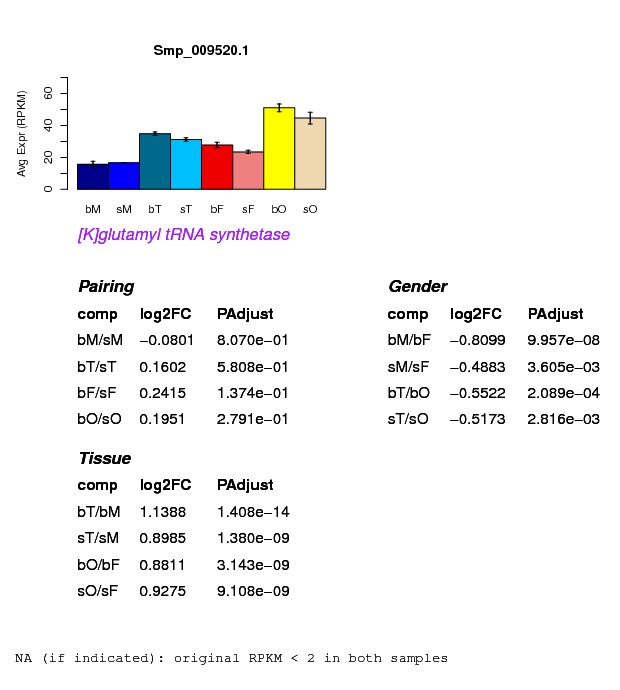 Smp_009520.1
Avg Expr (RPKM)
60
40
20
0
bM sM bT sT bF sF bO sO
[K]glutamyl tRNA synthetase
Pairing
comp log2FC PAdjust
bM/sM −0.0801 8.070e−01
bT/sT 0.1602 5.808e−01
bF/sF 0.2415 1.374e−01
bO/sO 0.1951 2.791e−01
Gender
comp log2FC PAdjust
bM/bF −0.8099 9.957e−08
sM/sF −0.4883 3.605e−03
bT/bO −0.5522 2.089e−04
sT/sO −0.5173 2.816e−03
Tissue
comp log2FC PAdjust
bT/bM 1.1388 1.408e−14
sT/sM 0.8985 1.380e−09
bO/bF 0.8811 3.143e−09
sO/sF 0.9275 9.108e−09
NA (if indicated): original RPKM < 2 in both samples